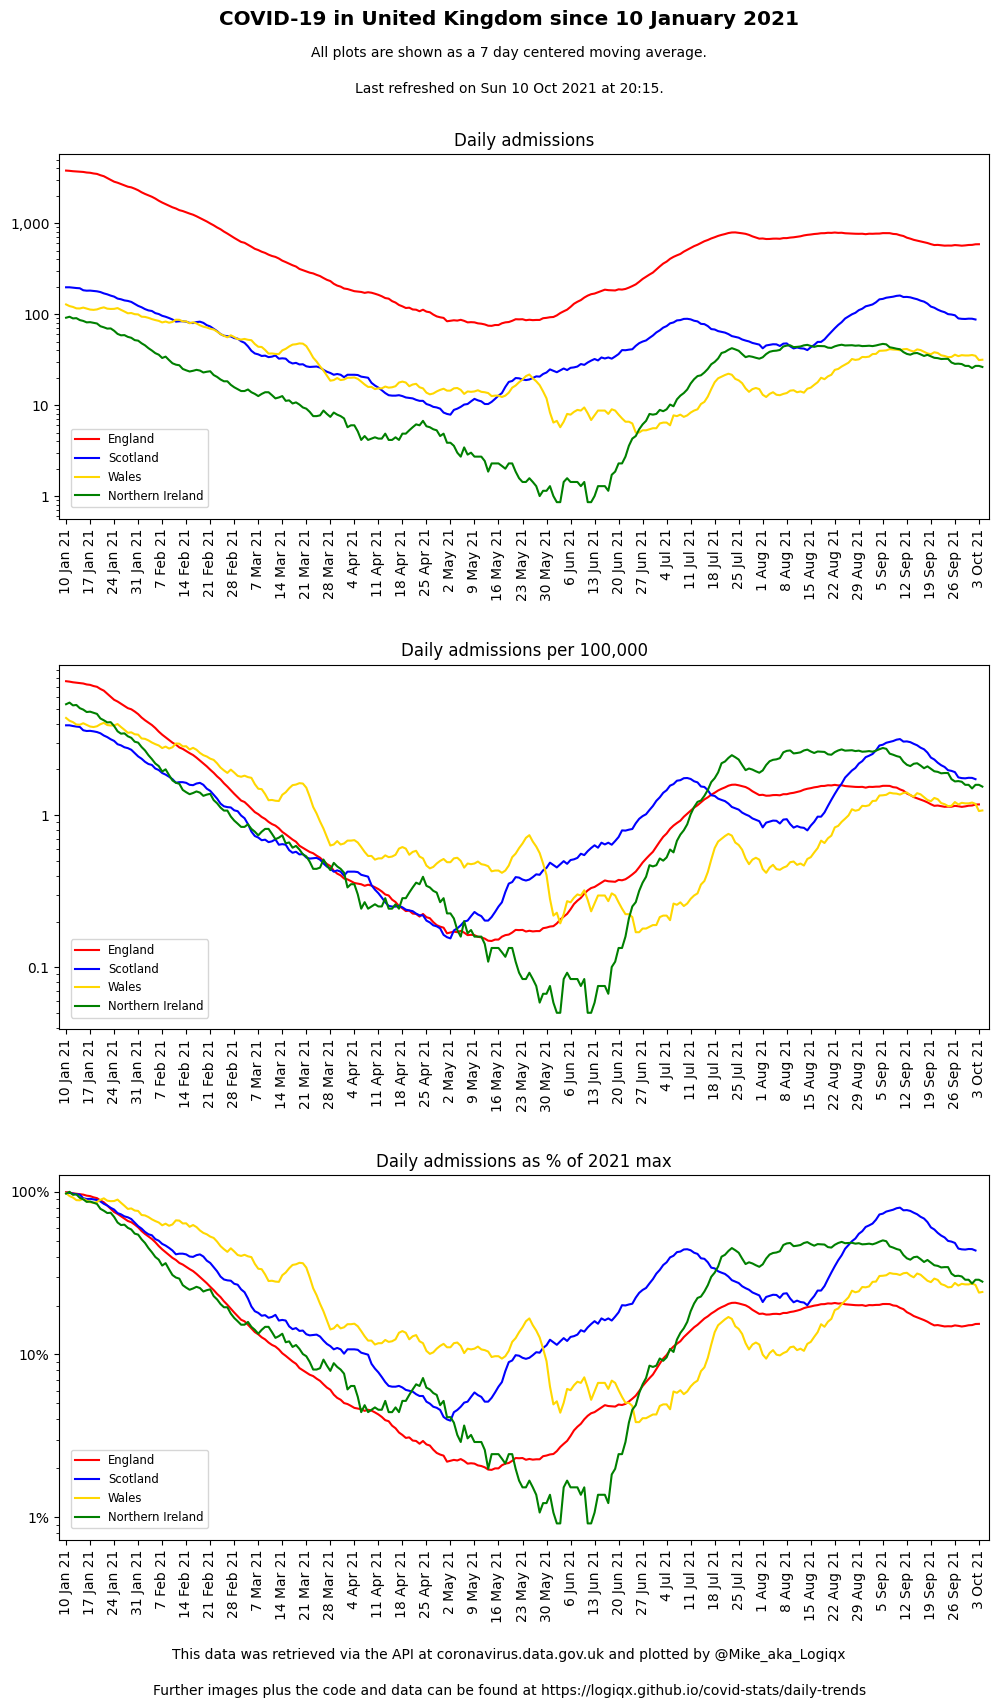 COVID-19 in United Kingdom since 10 January 2021
All plots are shown as a 7 day centered moving average.
Last refreshed on Sun 10 Oct 2021 at 20:15.
Daily admissions
1,000
100
10
1
England
Scotland
Wales
Northern Ireland
10 Jan 21
17 Jan 21
24 Jan 21
31 Jan 21
7 Feb 21
14 Feb 21
21 Feb 21
28 Feb 21
7 Mar 21
14 Mar 21
21 Mar 21
28 Mar 21
4 Apr 21
11 Apr 21
18 Apr 21
25 Apr 21
2 May 21
9 May 21
16 May 21
23 May 21
30 May 21
6 Jun 21
13 Jun 21
20 Jun 21
27 Jun 21
4 Jul 21
11 Jul 21
18 Jul 21
25 Jul 21
1 Aug 21
8 Aug 21
15 Aug 21
22 Aug 21
29 Aug 21
5 Sep 21
12 Sep 21
19 Sep 21
26 Sep 21
3 Oct 21
Daily admissions per 100,000
1
0.1
England
Scotland
Wales
Northern Ireland
10 Jan 21
17 Jan 21
24 Jan 21
31 Jan 21
7 Feb 21
14 Feb 21
21 Feb 21
28 Feb 21
7 Mar 21
14 Mar 21
21 Mar 21
28 Mar 21
4 Apr 21
11 Apr 21
18 Apr 21
25 Apr 21
2 May 21
9 May 21
16 May 21
23 May 21
30 May 21
6 Jun 21
13 Jun 21
20 Jun 21
27 Jun 21
4 Jul 21
11 Jul 21
18 Jul 21
25 Jul 21
1 Aug 21
8 Aug 21
15 Aug 21
22 Aug 21
29 Aug 21
5 Sep 21
12 Sep 21
19 Sep 21
26 Sep 21
3 Oct 21
Daily admissions as % of 2021 max
100%
10%
1%
England
Scotland
Wales
Northern Ireland
10 Jan 21
17 Jan 21
24 Jan 21
31 Jan 21
7 Feb 21
14 Feb 21
21 Feb 21
28 Feb 21
7 Mar 21
14 Mar 21
21 Mar 21
28 Mar 21
4 Apr 21
11 Apr 21
18 Apr 21
25 Apr 21
2 May 21
9 May 21
16 May 21
23 May 21
30 May 21
6 Jun 21
13 Jun 21
20 Jun 21
27 Jun 21
4 Jul 21
11 Jul 21
18 Jul 21
25 Jul 21
1 Aug 21
8 Aug 21
15 Aug 21
22 Aug 21
29 Aug 21
5 Sep 21
12 Sep 21
19 Sep 21
26 Sep 21
3 Oct 21
This data was retrieved via the API at coronavirus.data.gov.uk and plotted by @Mike_aka_Logiqx
Further images plus the code and data can be found at https://logiqx.github.io/covid-stats/daily-trends